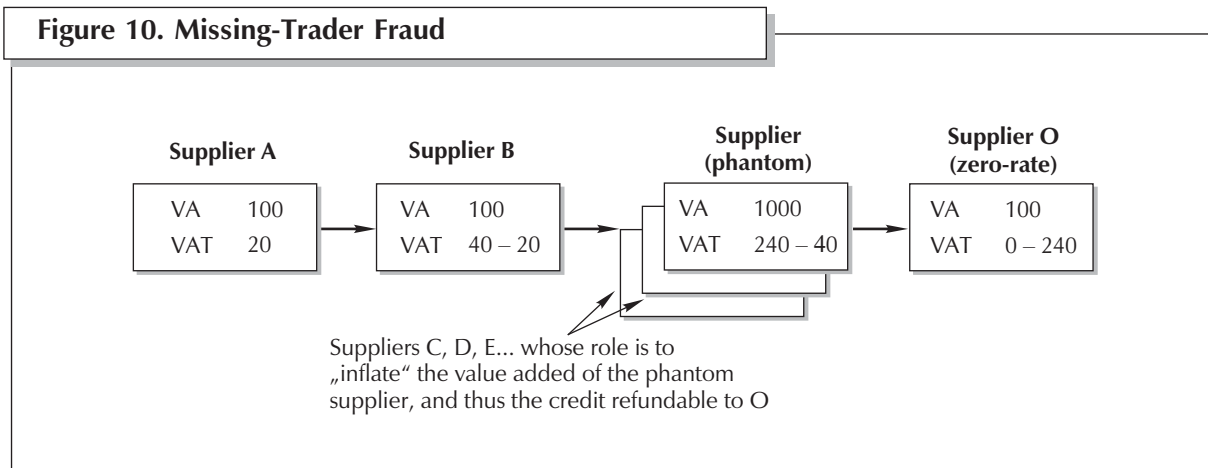 Figure 10. Missing-Trader Fraud
Supplier A
VA 100
VAT 20
Supplier B
VA 100
VAT 40 – 20
Supplier
(phantom)
VA 1000
VAT 240 – 40
Supplier O
(zero-rate)
VA 100
VAT 0 – 240
Suppliers C, D, E... whose role is to
„inflate“ the value added of the phantom
supplier, and thus the credit refundable to O